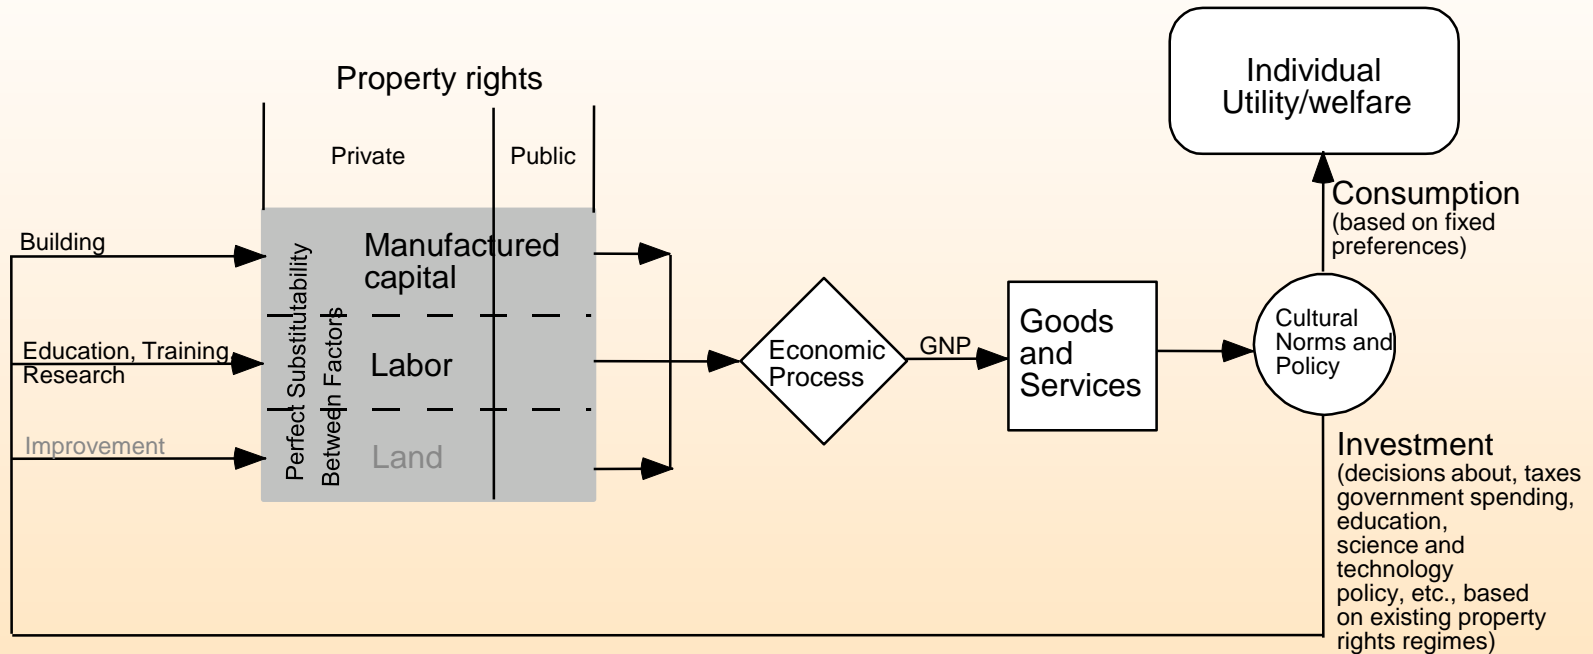 Individual
Utility/welfare
Property rights
Private
Public
Consumption
(based on fixed
preferences)
Building
Manufactured
capital
Perfect Substitutability
Between Factors
Education, Training,
Research
Labor
Improvement
Land
Economic
Process
GNP
Goods
and
Services
Cultural
Norms and
Policy
Investment
(decisions about, taxes
government spending,
education,
science and
technology
policy, etc., based
on existing property
rights regimes)